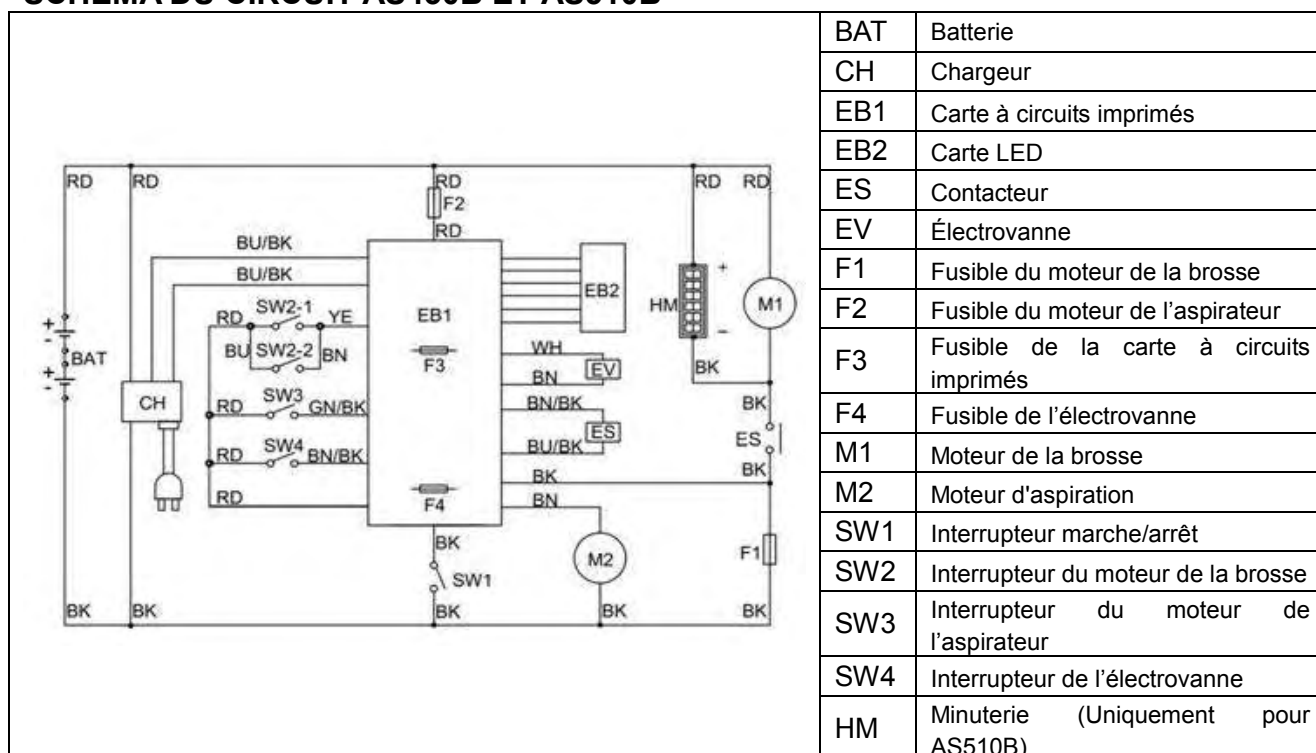 SCHEMA DU CIRCUIT AS430B ET AS510B
RD
RD
RD
F2
RD
RD
RD
BU/BK
BU/BK
SW2-1
RD
YE
BU
SW2-2
BN
SW3
RD
GN/BK
SW4
RD
BN/BK
RD
EB1
F3
F4
EB2
WH
EV
BN
BN/BK
ES
BU/BK
BK
BN
HM
+
-
BK
M1
BK
ES
BK
F1
+
-
BAT
+
-
CH
M2
BK
SW1
BK
BK
BK
BK
BK
BAT Batterie
CH Chargeur
EB1 Carte à circuits imprimés
EB2 Carte LED
ES Contacteur
EV Électrovanne
F1 Fusible du moteur de la brosse
F2 Fusible du moteur de l’aspirateur
F3 Fusible de la carte à circuits
imprimés
F4 Fusible de l’électrovanne
M1 Moteur de la brosse
M2 Moteur d'aspiration
SW1 Interrupteur marche/arrêt
SW2 Interrupteur du moteur de la brosse
SW3 Interrupteur du moteur de
l’aspirateur
SW4 Interrupteur de l’électrovanne
HM Minuterie (Uniquement pour
AS510B)